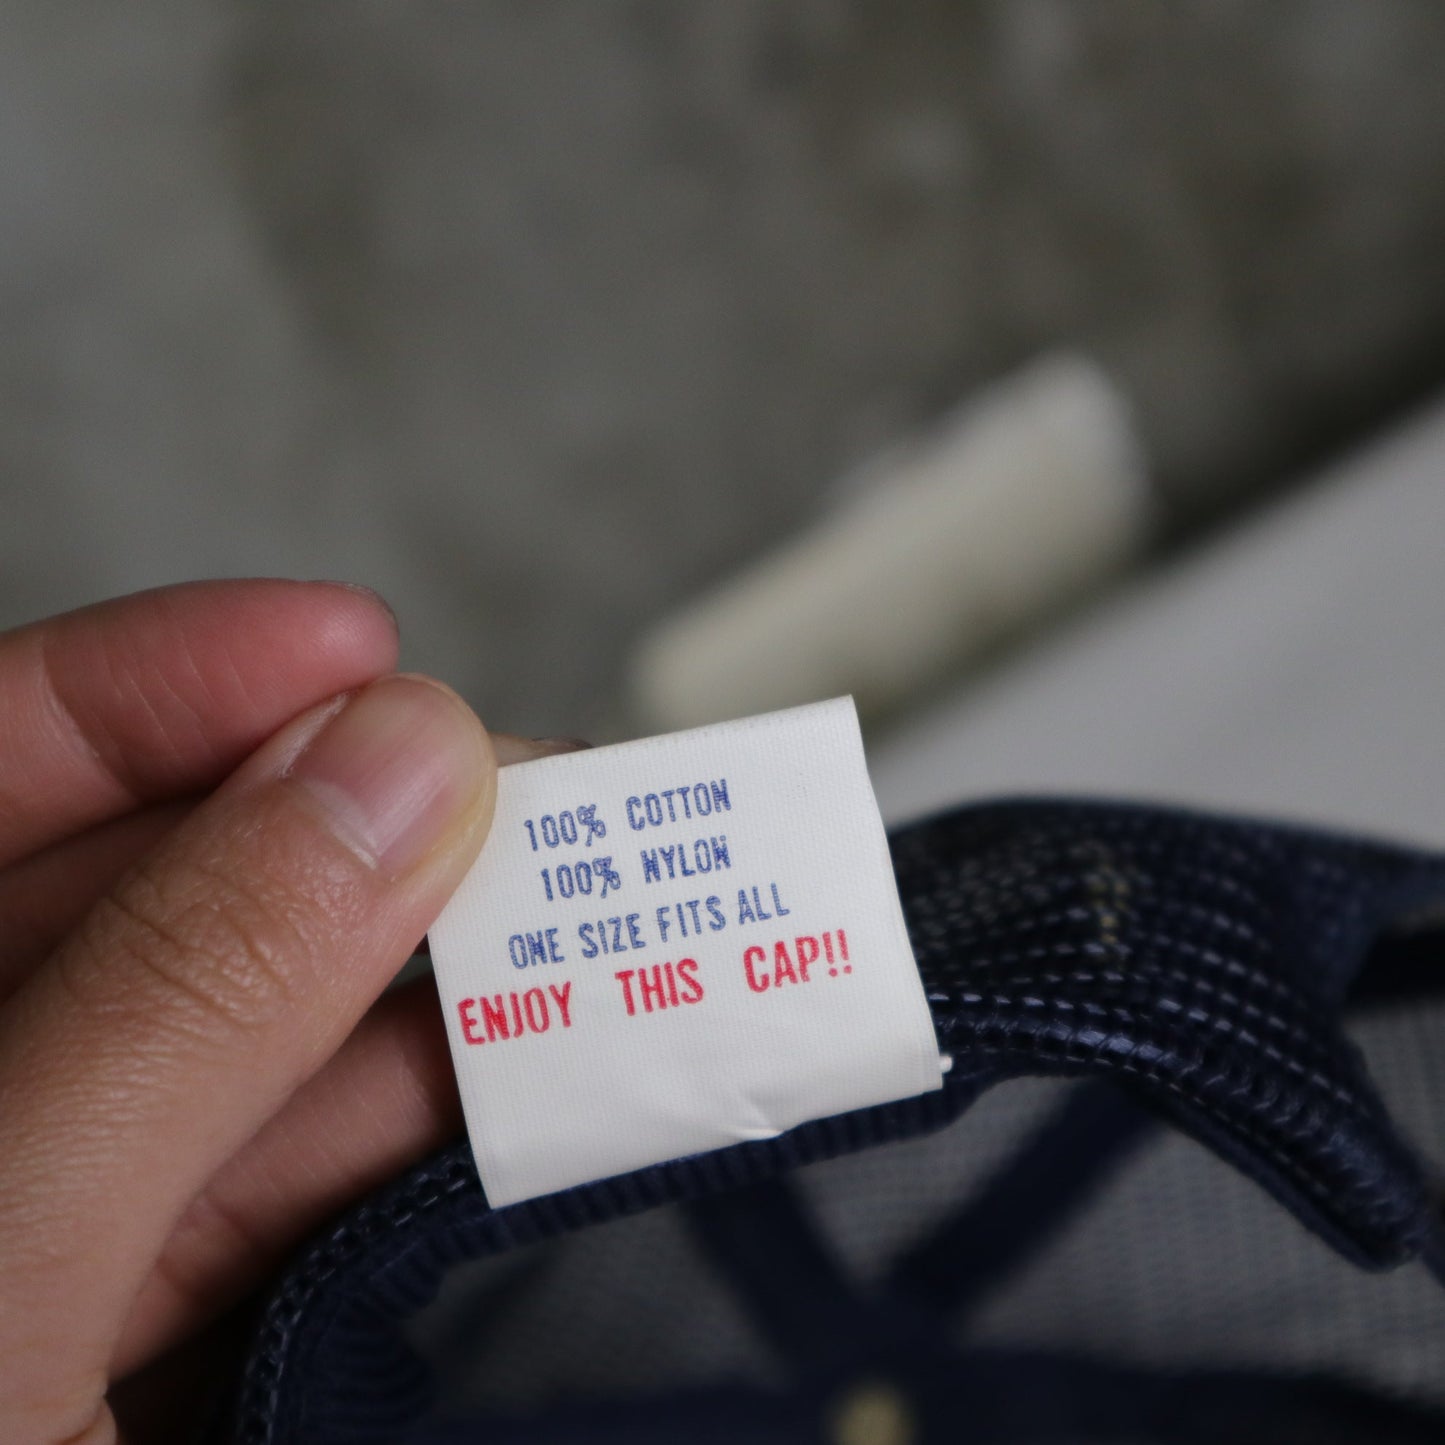 100% COTTON
100% NYLON
ONE SIZE FITS ALL
ENJOY THIS CAP!!